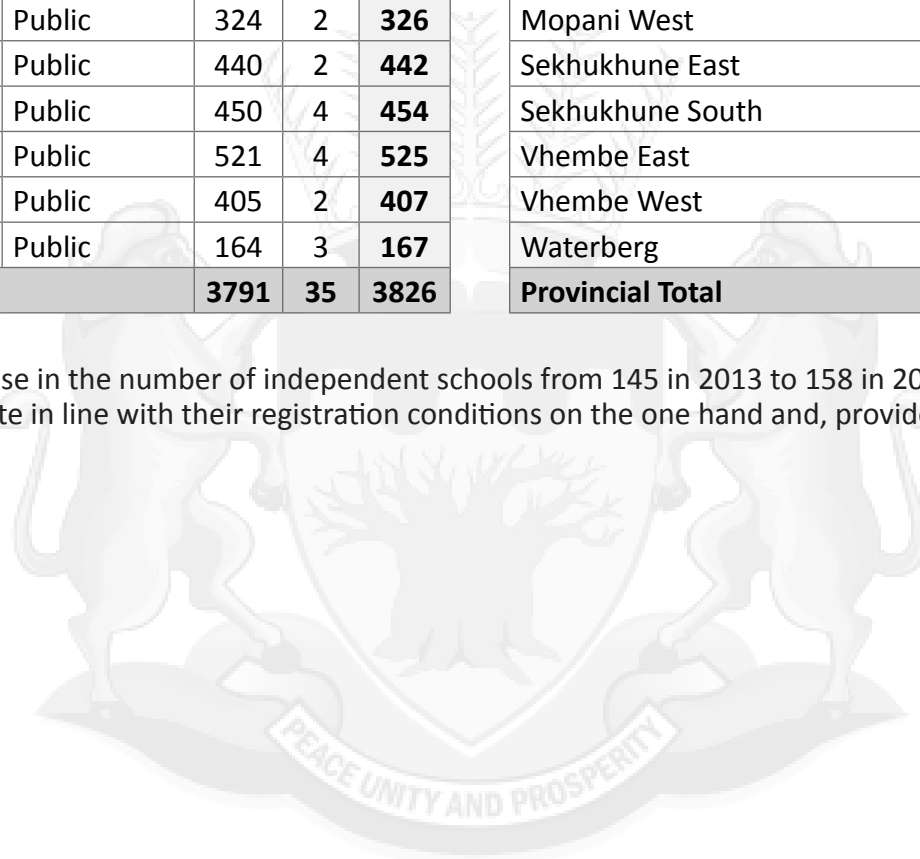 Public 324 2 326 Mopani West
Public 440 2 442 Sekhukhune East
Public 450 4 454 Sekhukhune South
Public 521 4 525 Vhembe East
Public 405 2 407 Vhembe West
Public 164 3 167 Waterberg
3791 35 3826 Provincial Total
se in the number of independent schools from 145 in 2013 to 158 in 20
te in line with their registration conditions on the one hand and, provide
PEACE UNITY AND PROSPERITY